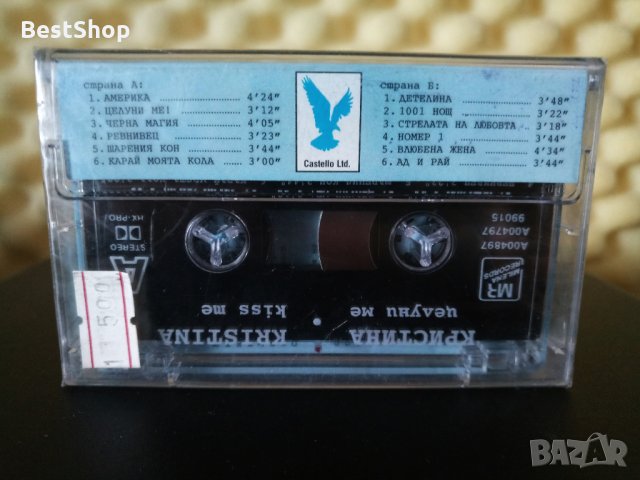 BestShop
страна А:
1. АМЕРИКА 4'24"
2. ЦЕЛУНИ МЕ! 3'12"
3. ЧЕРНА МАГИЯ 4'05"
4. РЕВНИВЕЦ 3'23"
5. ШАРЕНИЯ КОН 3'44"
6. КАРАЙ МОЯТА КОЛА 3'00"
Castello Ltd.
страна Б:
1. ДЕТЕЛИНА 3'48"
2. 1001 НОЩ 3'22"
3. СТРЕЛАТА НА ЛЮБОВТА 3'18"
4. НОМЕР 1 3'44"
5. ВЛЮБЕНА ЖЕНА 4'34"
6. АД И РАЙ 3'44"
КРИСТИНА KRISTINA
целуни ме kiss me
MR
MILENA
RECORDS
A004897
A004797
99015
A
STEREO
HX-PRO
500
BAZAR